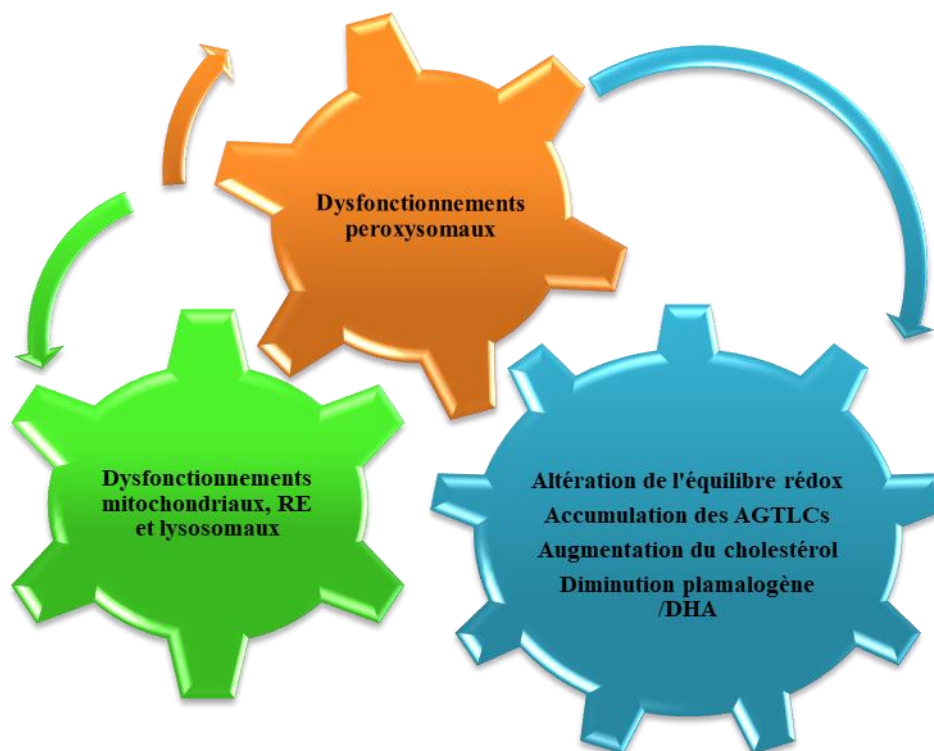 Dysfonctionnements
peroxysomaux
Dysfonctionnements
mitochondriaux, RE
et lysosomaux
Altération de l'équilibre rédox
Accumulation des AGTLCs
Augmentation du cholestérol
Diminution plamalogène
/DHA